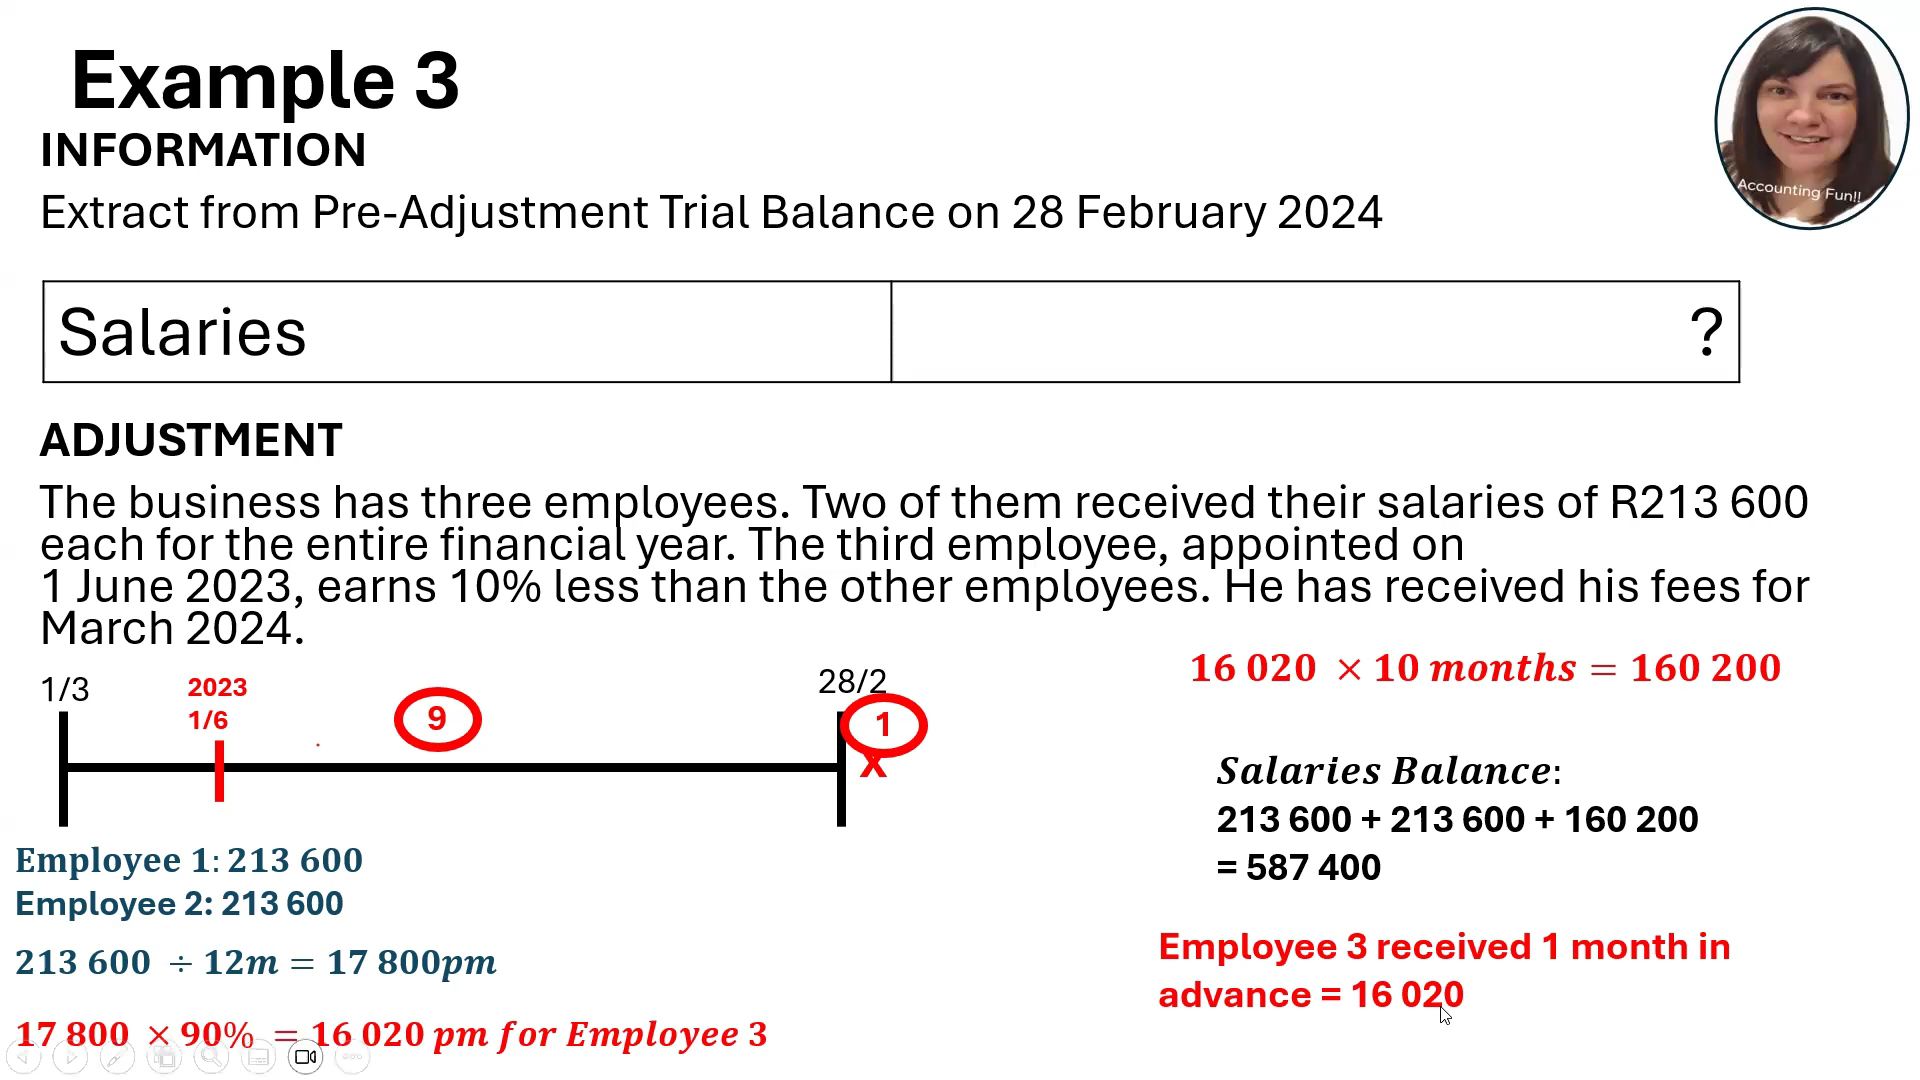 Example 3
INFORMATION
Extract from Pre-Adjustment Trial Balance on 28 February 2024
Accounting Fun!!
Salaries ?
ADJUSTMENT
The business has three employees. Two of them received their salaries of R213 600
each for the entire financial year. The third employee, appointed on
1 June 2023, earns 10% less than the other employees. He has received his fees for
March 2024.
1/3
2023
1/6
9
28/2
1
X
Employee 1: 213 600
Employee 2: 213 600
213 600 ÷ 12m = 17 800pm
17 800 × 90% = 16 020 pm for Employee 3
16 020 × 10 months = 160 200
Salaries Balance:
213 600 + 213 600 + 160 200
= 587 400
Employee 3 received 1 month in
advance = 16 020